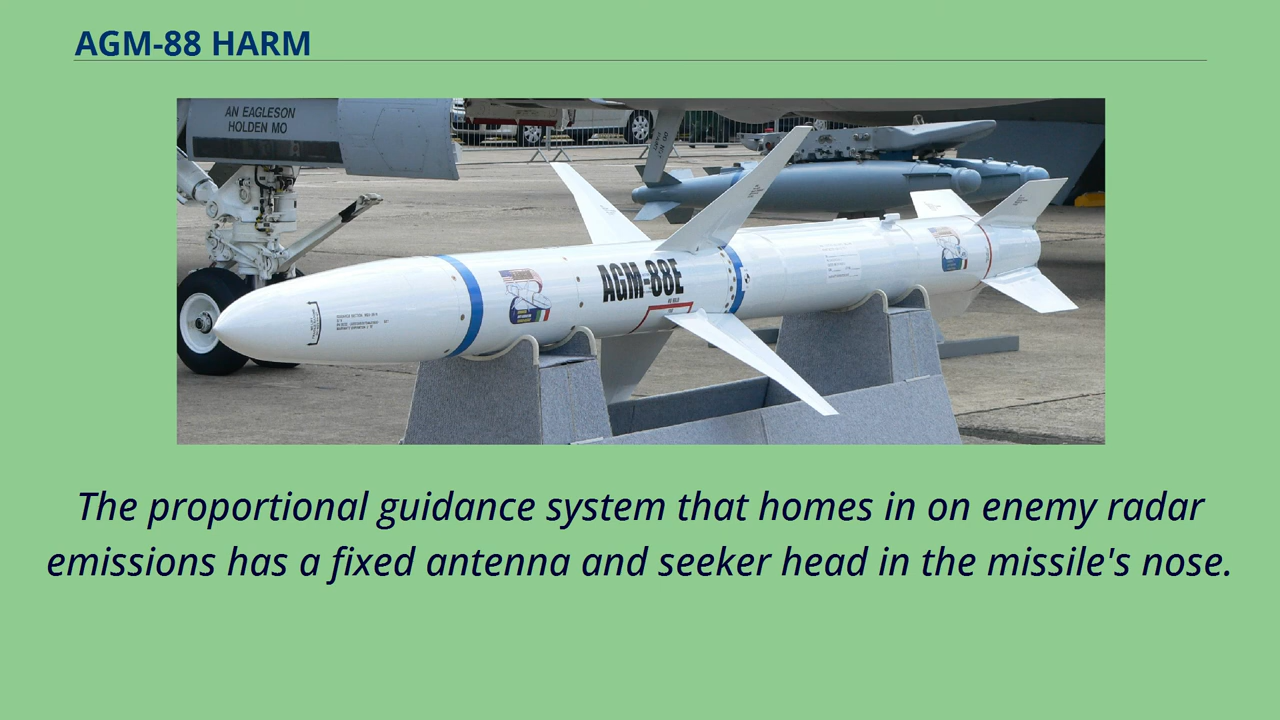 AGM-88 HARM
AN EAGLESON
HOLDEN MO
AGM-88E
The proportional guidance system that homes in on enemy radar
emissions has a fixed antenna and seeker head in the missile's nose.